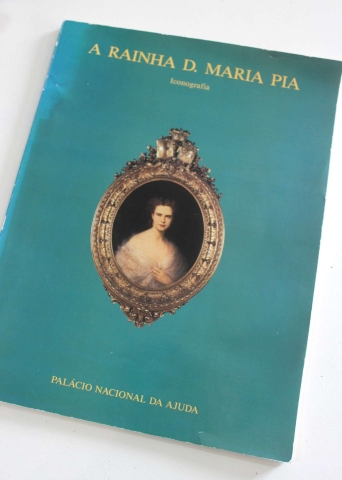 A RAINHA D. MARIA PIA
Iconografia
PALÁCIO NACIONAL DA AJUDA